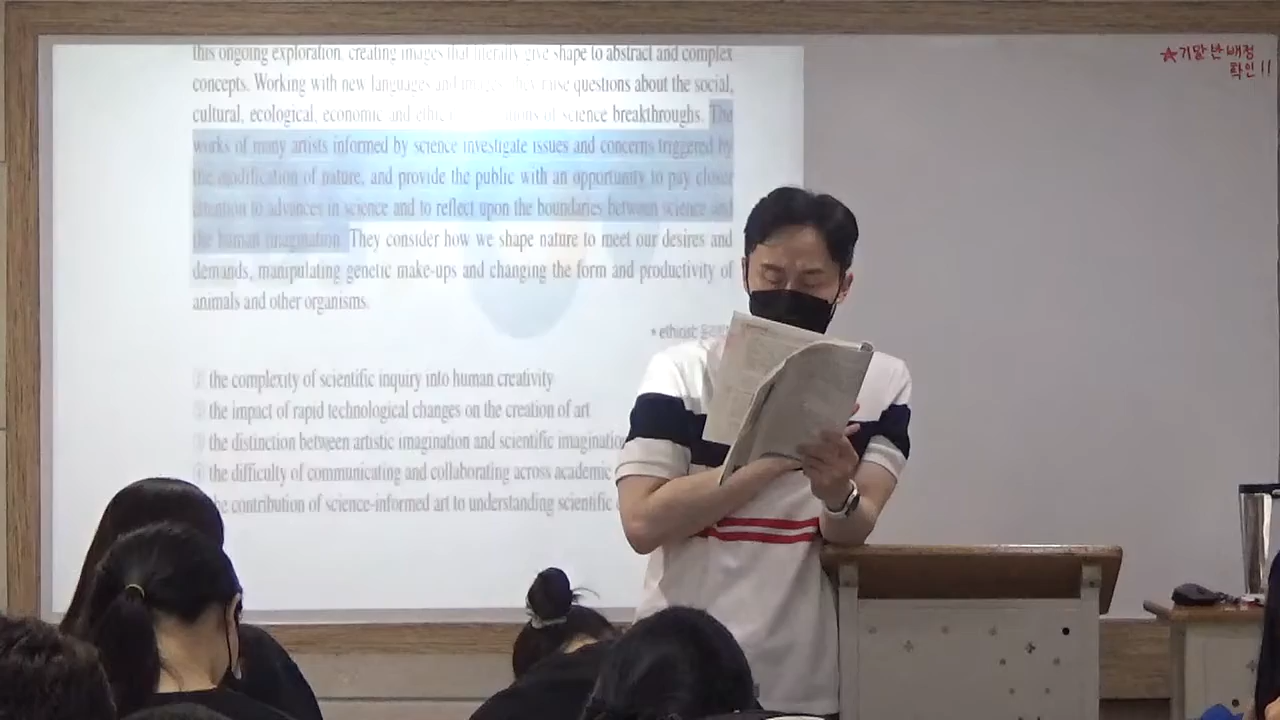 this ongoing exploration, creating images that literally give shape to abstract and complex
concepts. Working with new languages and images, they raise questions about the social,
cultural, ecological, economic and of science breakthroughs. The
works of many artists informed by science investigate issues and concerns triggered by
the modification of nature, and provide the public with an opportunity to pay closer
attention to advances in science and to reflect upon the boundaries between science and
the human imagination. They consider how we shape nature to meet our desires and
demands, manipulating genetic make-ups and changing the form and productivity of
animals and other organisms.
* ethicist:
the complexity of scientific inquiry into human creativity
the impact of rapid technological changes on the creation of art
the distinction between artistic imagination and scientific
the difficulty of communicating and collaborating across academic
contribution of science-informed art to understanding scientific
★기말 반 배정
확인!!